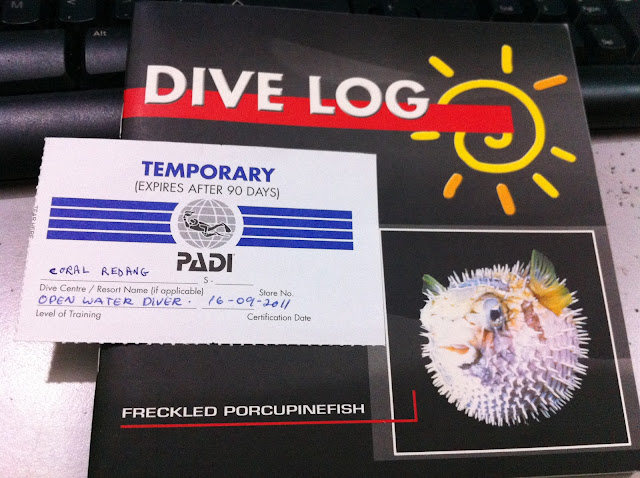 Alt
DIVE LOG
TEMPORARY
(EXPIRES AFTER 90 DAYS)
PADI
CORAL REDANG S -
Dive Centre / Resort Name (if applicable) Store No.
OPEN WATER DIVER. 16-09-2011
Level of Training Certification Date
FRECKLED PORCUPINEFISH